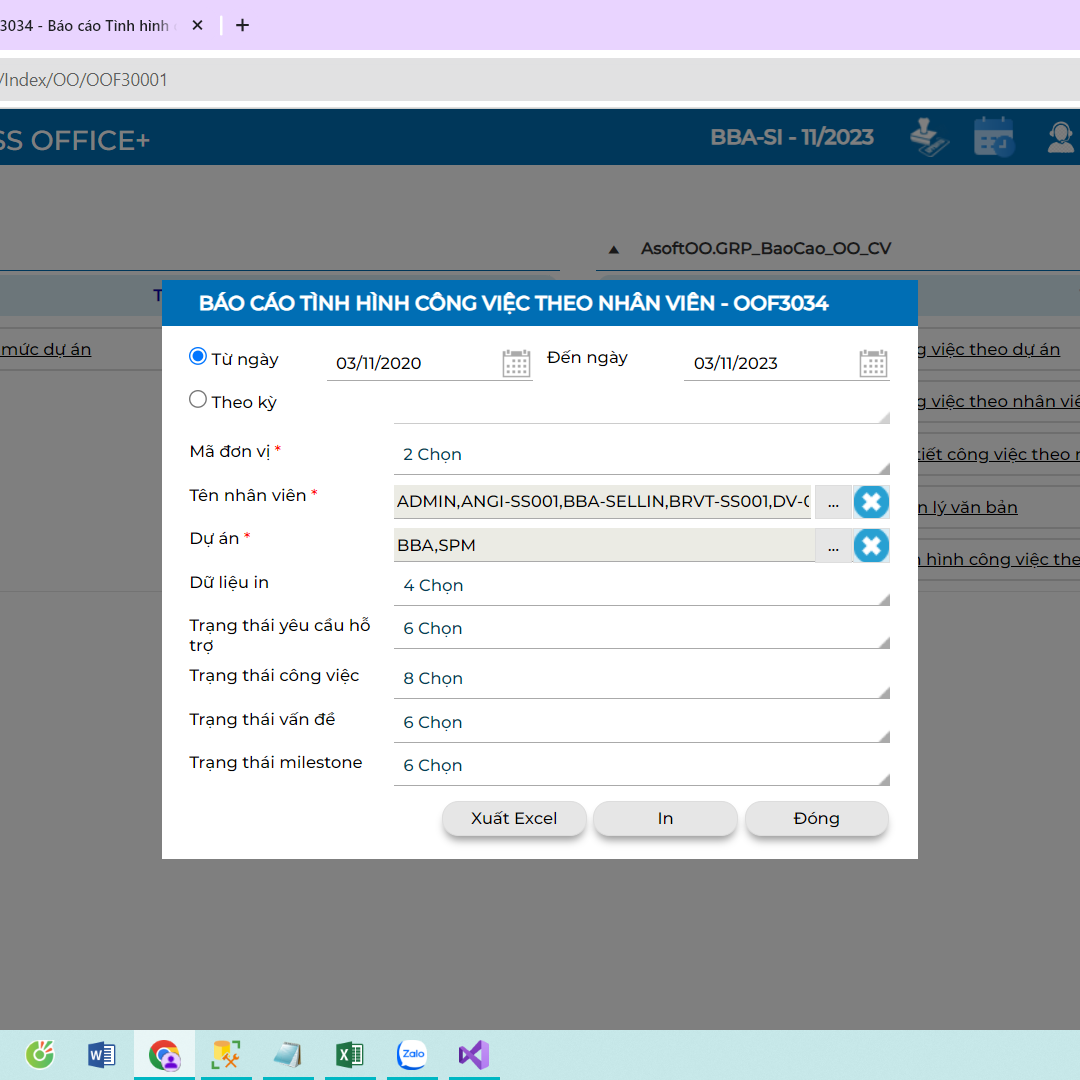 3034 - Báo cáo Tình hình
/Index/OO/OOF30001
SS OFFICE+
BBA-SI - 11/2023
AsoftOO.GRP_BaoCao_OO_CV
T
mức dự án
BÁO CÁO TÌNH HÌNH CÔNG VIỆC THEO NHÂN VIÊN - OOF3034
Từ ngày 03/11/2020 Đến ngày 03/11/2023
Theo kỳ
Mã đơn vị * 2 Chọn
Tên nhân viên * ADMIN,ANGI-SS001,BBA-SELLIN,BRVT-SS001,DV-0 ...
Dự án * BBA,SPM ...
Dữ liệu in 4 Chọn
Trạng thái yêu cầu hỗ
trợ
6 Chọn
Trạng thái công việc 8 Chọn
Trạng thái vấn đề 6 Chọn
Trạng thái milestone 6 Chọn
Xuất Excel In Đóng
g việc theo dự án
g việc theo nhân viê
tiết công việc theo n
n lý văn bản
h hình công việc the
Zalo